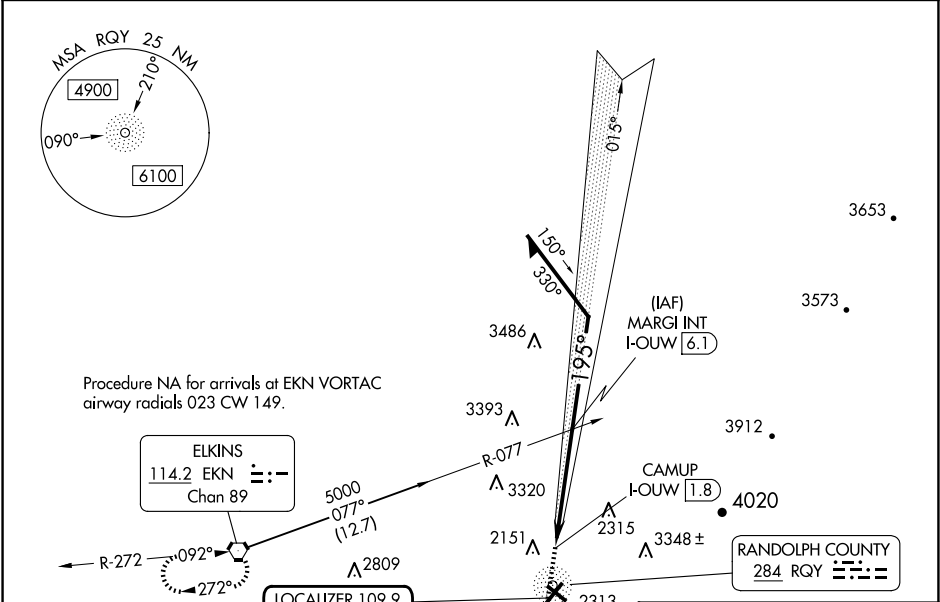 MSA RQY 25 NM
4900
210°
090°
6100
015°
3653
150°
330°
3573
(IAF)
MARGI INT
I-OUW 6.1
3486
195°
Procedure NA for arrivals at EKN VORTAC
airway radials 023 CW 149.
3393
3912
R-077
ELKINS
114.2 EKN
Chan 89
CAMUP
I-OUW 1.8
5000
077°
(12.7)
3320
4020
2315
2151
3348 ±
R-272
092°
272°
2809
RANDOLPH COUNTY
284 RQY
LOCALIZER 109.9
2313